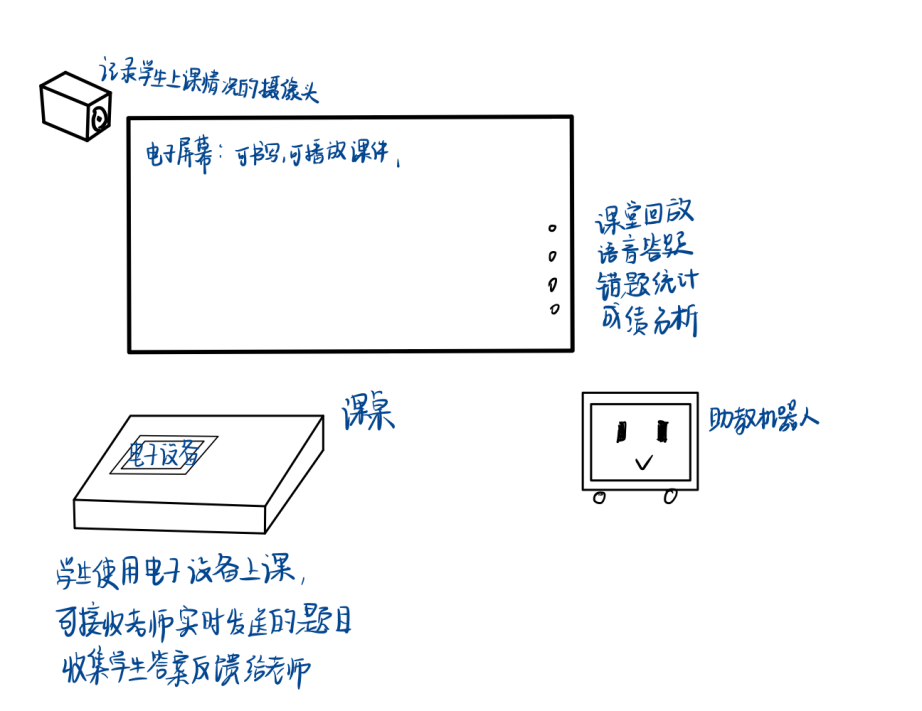 记录学生上课情况的摄像头
电子屏幕：可书写,可播放课件,
课堂回放
语音答疑
错题统计
成绩分析
课桌
电子设备
助教机器人
学生使用电子设备上课,
可接收老师实时发送的题目
收集学生答案反馈给老师